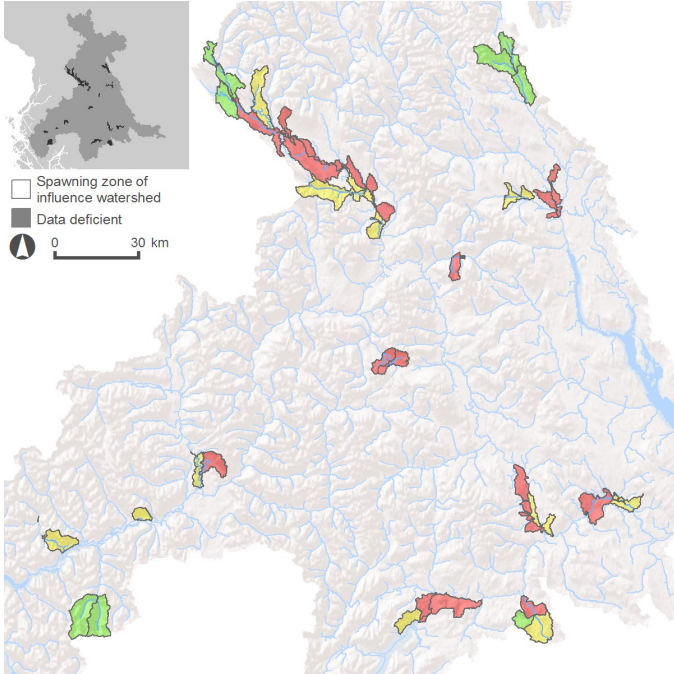 Spawning zone of
influence watershed
Data deficient
0 30 km